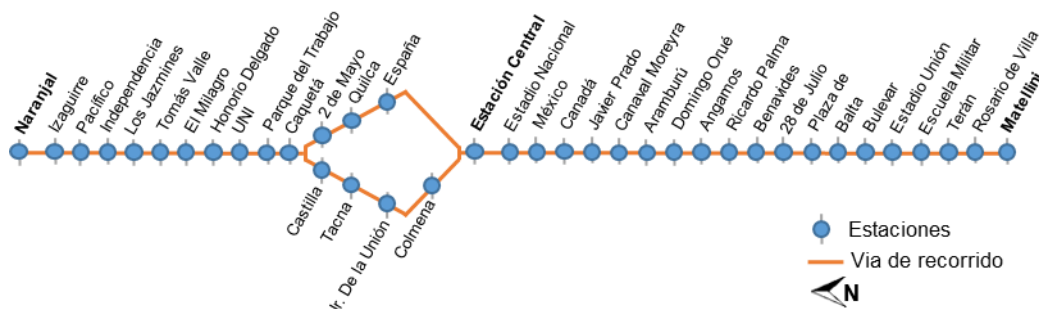 Naranjal
Izaguirre
Pacífico
Independencia
Los Jazmines
Tomás Valle
El Milagro
Honorio Delgado
UNI
Parque del Trabajo
Caquetá
2 de Mayo
Quilca
España
Castilla
Tacna
Jr. De la Unión
Colmena
Estación Central
Estadio Nacional
México
Canadá
Javier Prado
Canaval Moreyra
Aramburú
Domingo Orué
Angamos
Ricardo Palma
Benavides
28 de Julio
Plaza de
Balta
Bulevar
Estadio Unión
Escuela Militar
Terán
Rosario de Villa
Matellini
Estaciones
Via de recorrido
N